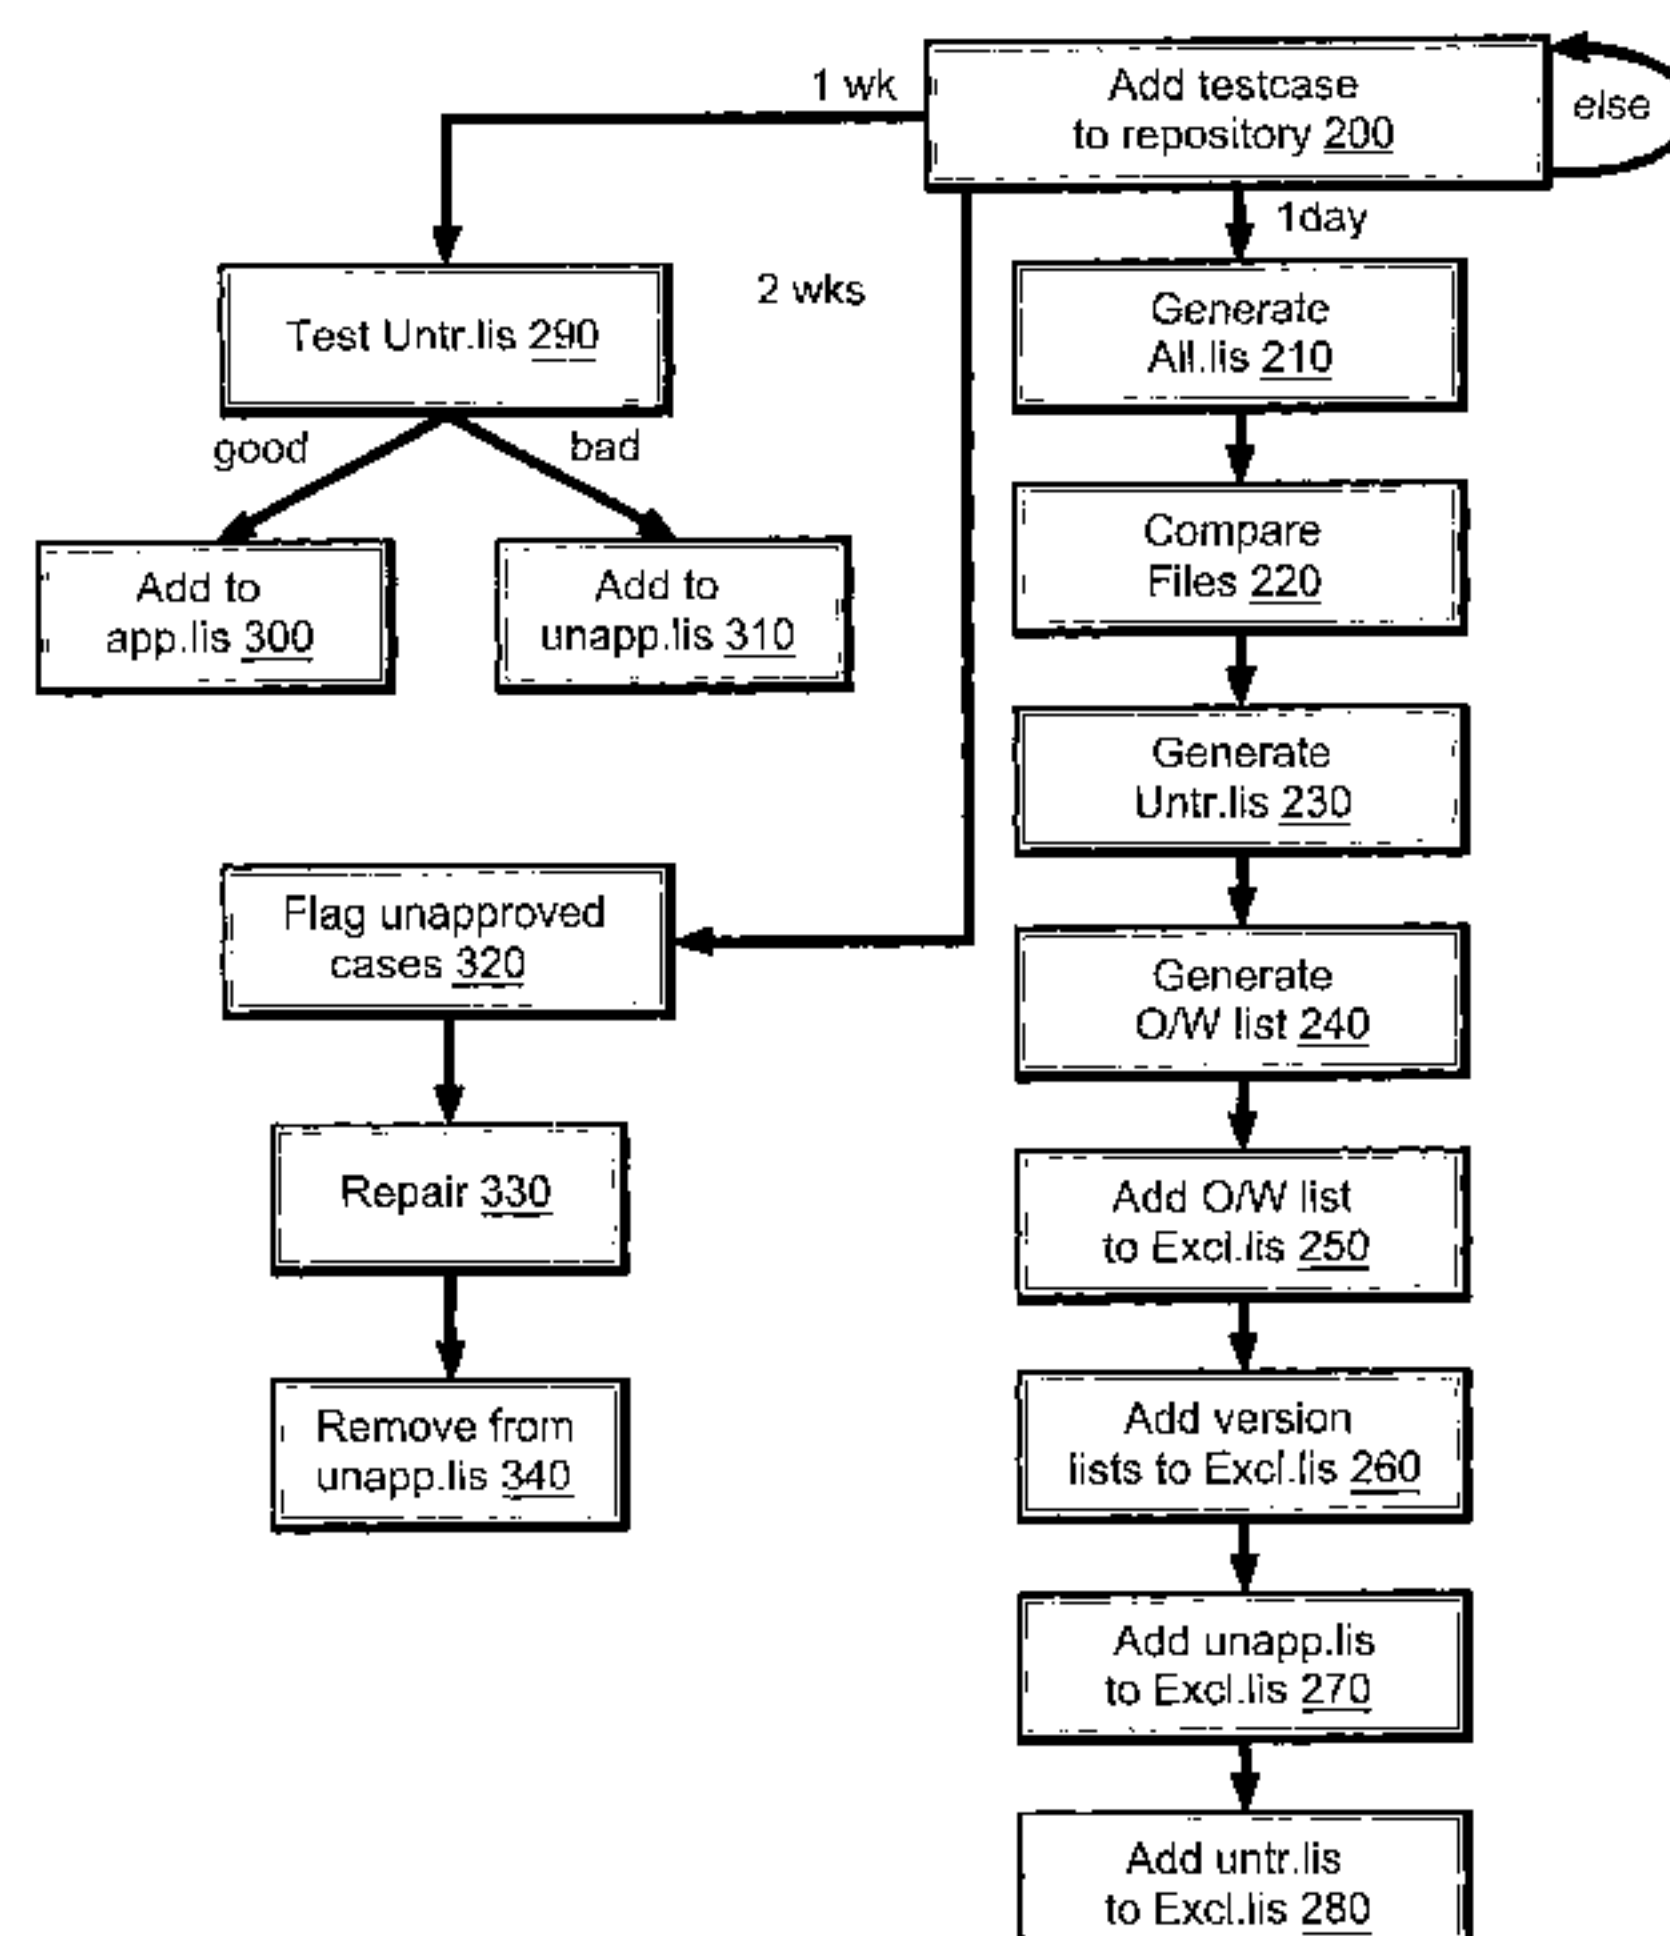 1 wk
Add testcase
to repository 200
else
1day
2 wks
Test Untr.lis 290
good
bad
Add to
app.lis 300
Add to
unapp.lis 310
Generate
All.lis 210
Compare
Files 220
Generate
Untr.lis 230
Flag unapproved
cases 320
Generate
O/W list 240
Repair 330
Add O/W list
to Excl.lis 250
Remove from
unapp.lis 340
Add version
lists to Excl.lis 260
Add unapp.lis
to Excl.lis 270
Add untr.lis
to Excl.lis 280